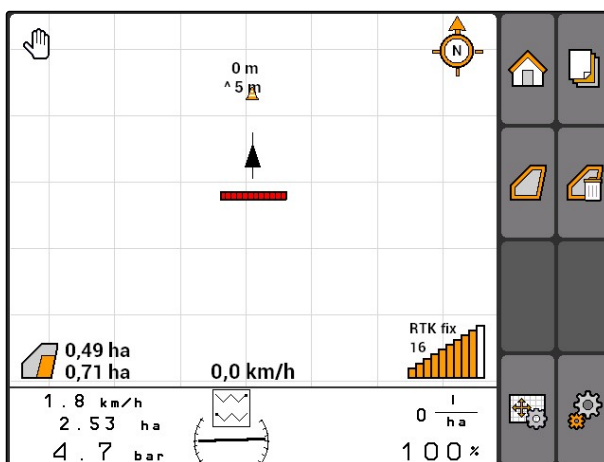 N
0 m
^ 5 m
RTK fix
16
0,49 ha
0,71 ha
0,0 km/h
1.8 km/h
2.53 ha
4.7 bar
0 l/ha
100%